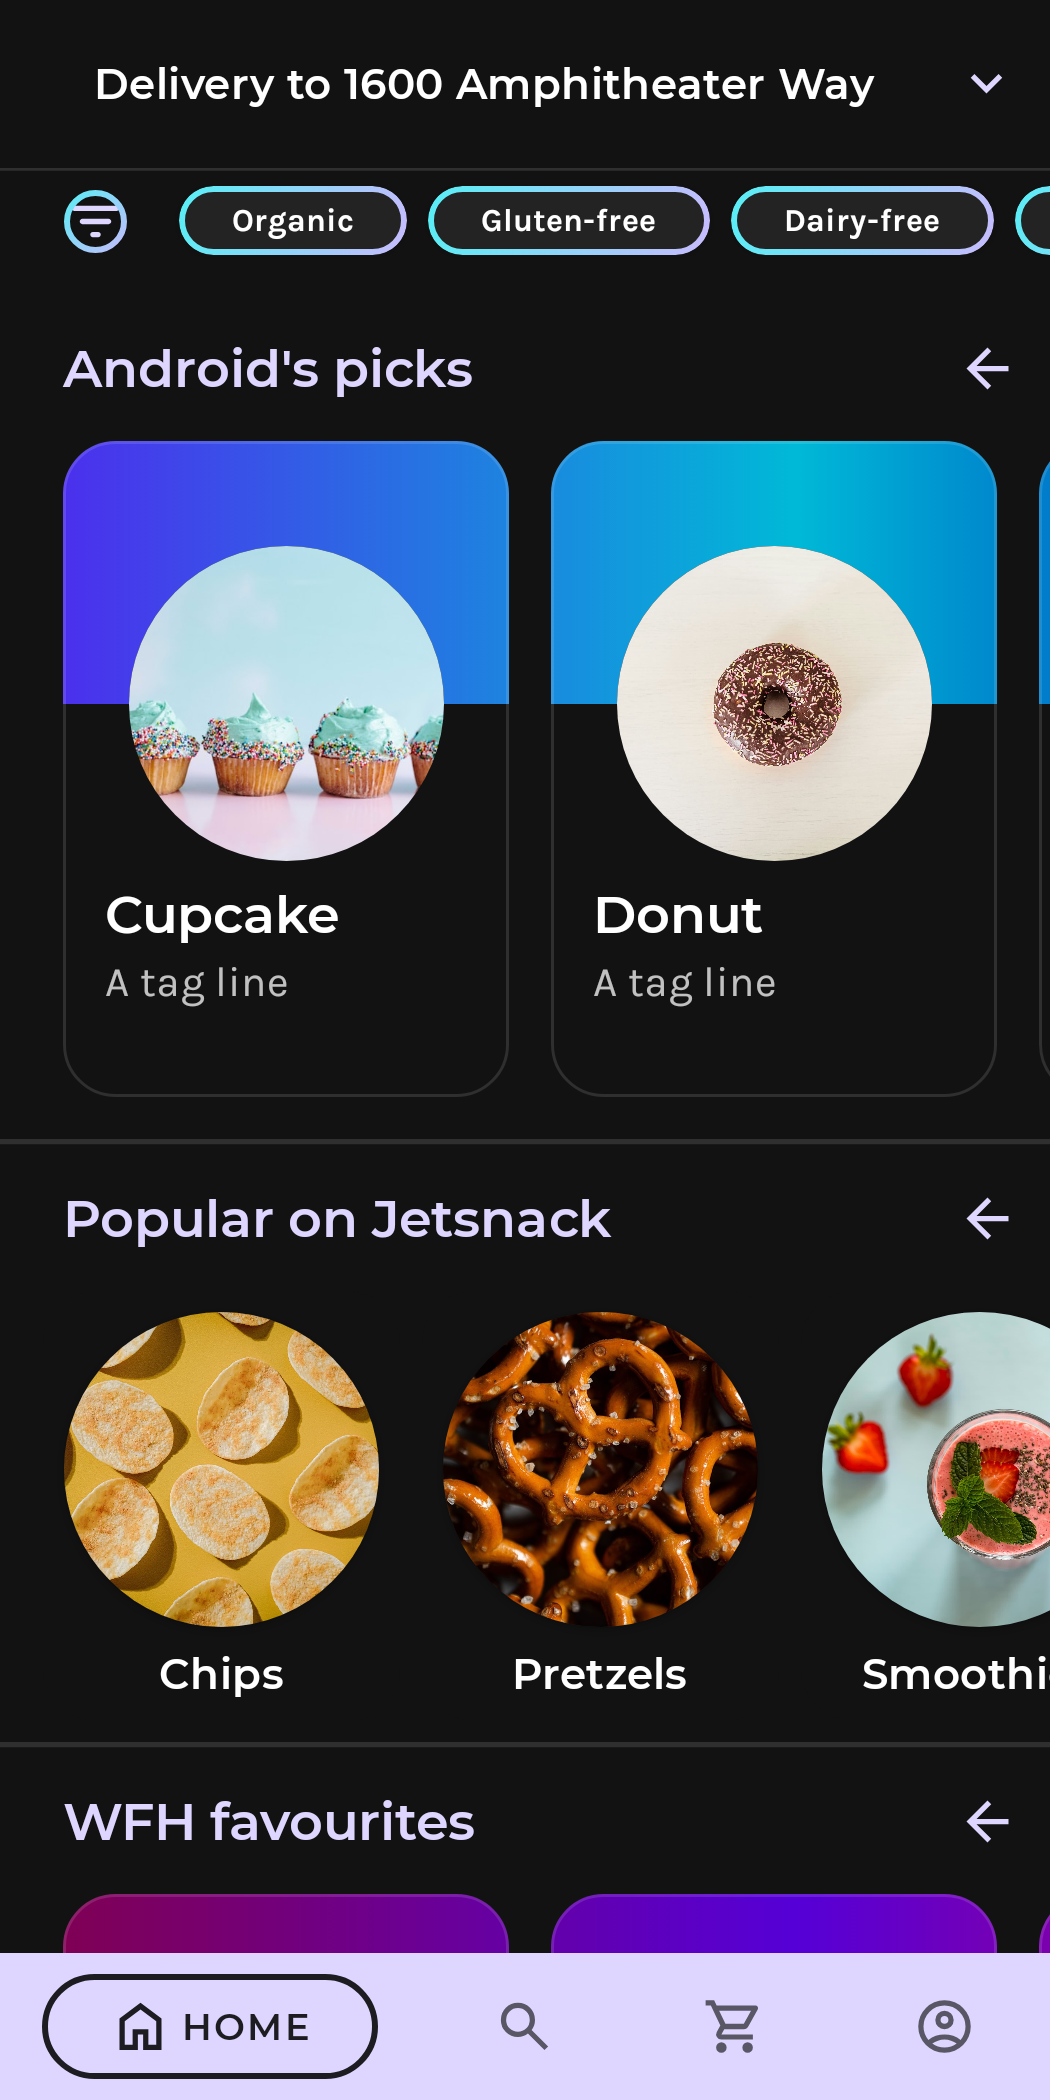 Delivery to 1600 Amphitheater Way
Organic
Gluten-free
Dairy-free
Android's picks
Cupcake
A tag line
Donut
A tag line
Popular on Jetsnack
Chips
Pretzels
Smoothi
WFH favourites
HOME